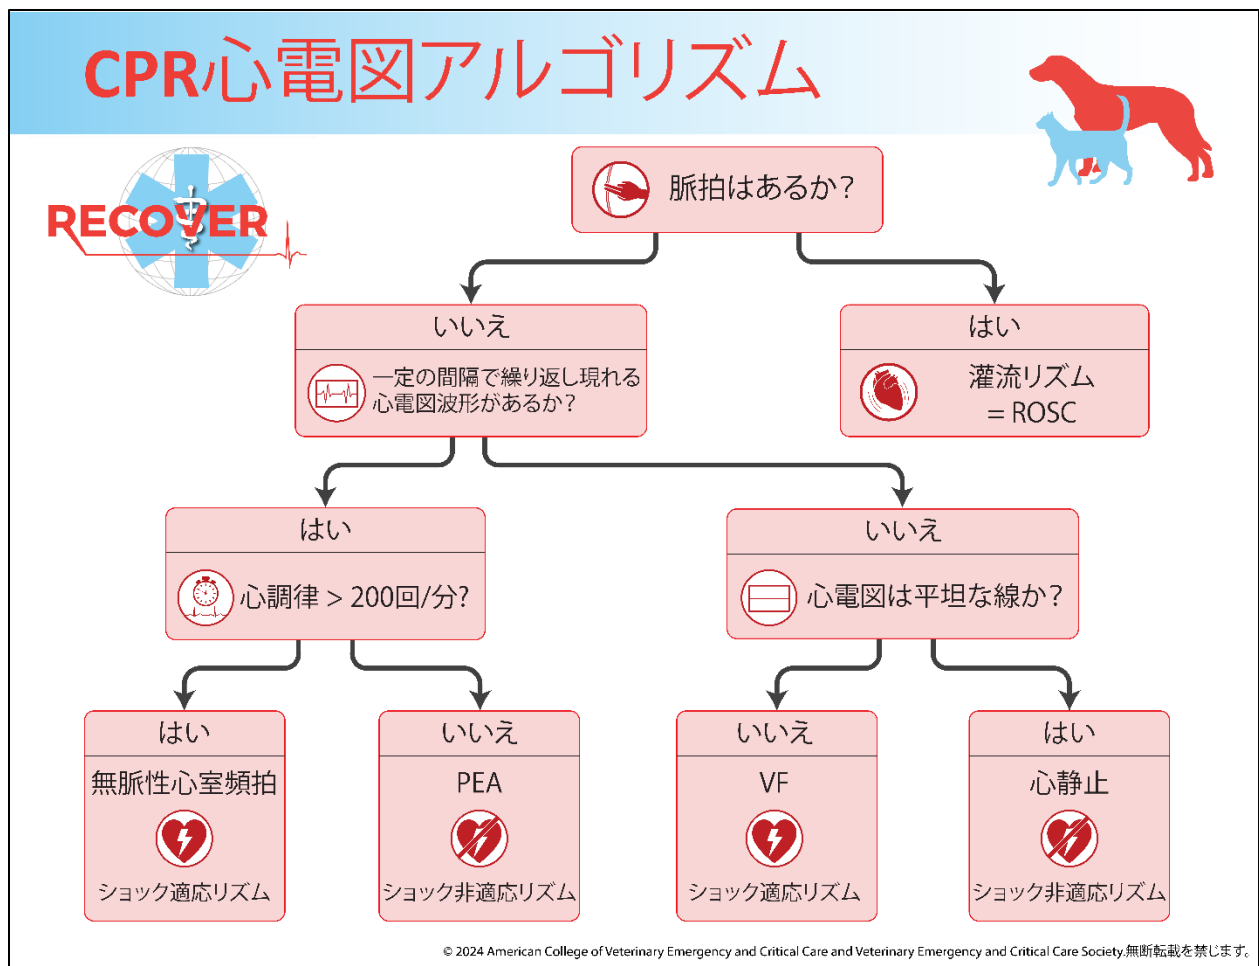 CPR心電図アルゴリズム
RECOVER
脈拍はあるか?
いいえ
一定の間隔で繰り返し現れる
心電図波形があるか?
はい
灌流リズム
= ROSC
はい
心調律 > 200回/分?
いいえ
心電図は平坦な線か?
はい
無脈性心室頻拍
ショック適応リズム
いいえ
PEA
ショック非適応リズム
いいえ
VF
ショック適応リズム
はい
心静止
ショック非適応リズム
© 2024 American College of Veterinary Emergency and Critical Care and Veterinary Emergency and Critical Care Society.無断転載を禁じます。